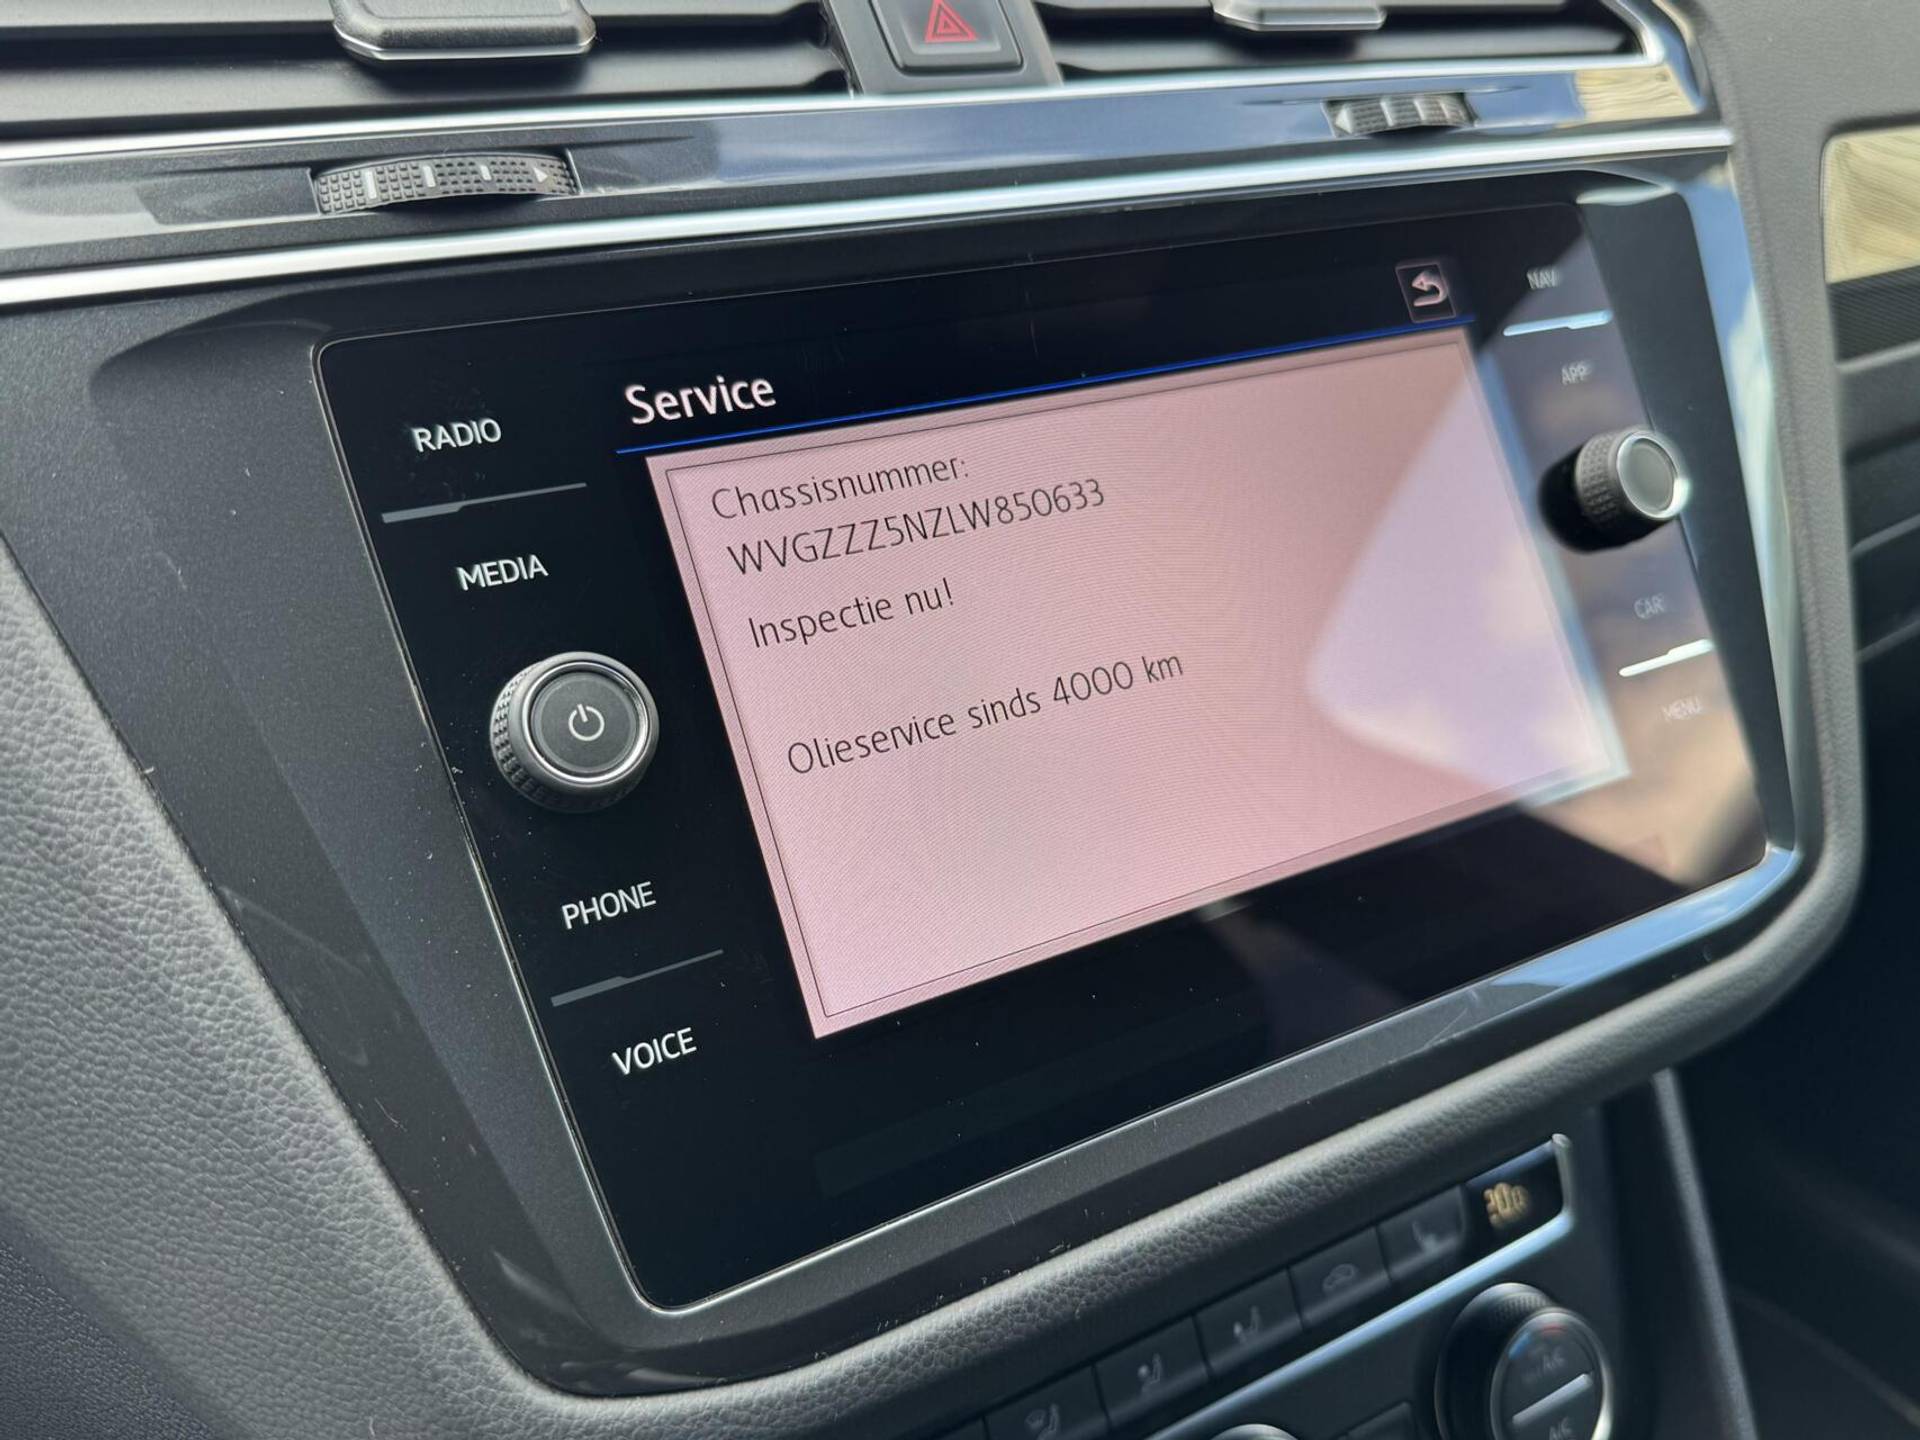 Service
RADIO
MEDIA
PHONE
VOICE
Chassisnummer:
WVGZZZ5NZLW850633
Inspectie nu!
Olieservice sinds 4000 km
NAV
APP
CAR
MENU
A/C
A/C